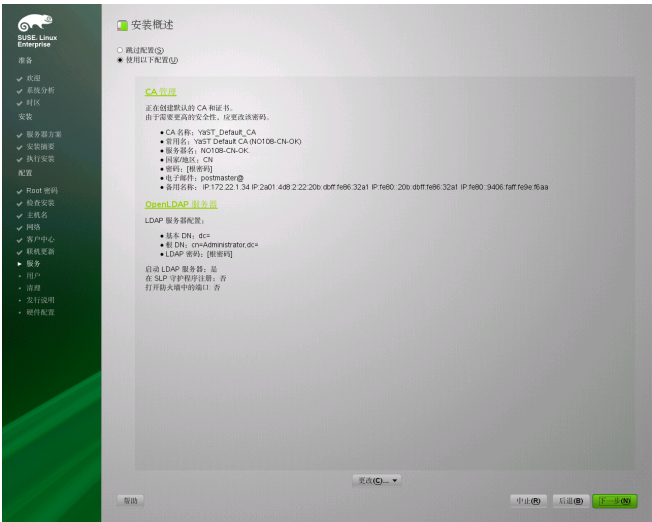 SUSE. Linux
Enterprise
准备
欢迎
系统分析
时区
安装
服务器方案
安装摘要
执行安装
配置
Root 密码
检查安装
主机名
网络
客户中心
联机更新
服务
用户
清理
发行说明
硬件配置
安装概述
跳过配置(S)
使用以下配置(U)
CA 管理
正在创建默认的 CA 和证书。
由于需要更高的安全性，应更改该密码。
CA 名称： YaST_Default_CA
常用名： YaST Default CA (NO108-CN-OK)
服务器名： NO108-CN-OK.
国家/地区： CN
密码： [根密码]
电子邮件： postmaster@
备用名称： IP:172.22.1.34 IP:2a01:4d8:2:22:20b:dbff:fe86:32a1 IP:fe80::20b:dbff:fe86:32a1 IP:fe80::9406:faff:fe9e:f6aa
OpenLDAP 服务器
LDAP 服务器配置：
基本 DN： dc=
根 DN： cn=Administrator,dc=
LDAP 密码： [根密码]
启动 LDAP 服务器：是
在 SLP 守护程序注册：否
打开防火墙中的端口: 否
更改(C)...
帮助
中止(R)
后退(B)
下一步(N)